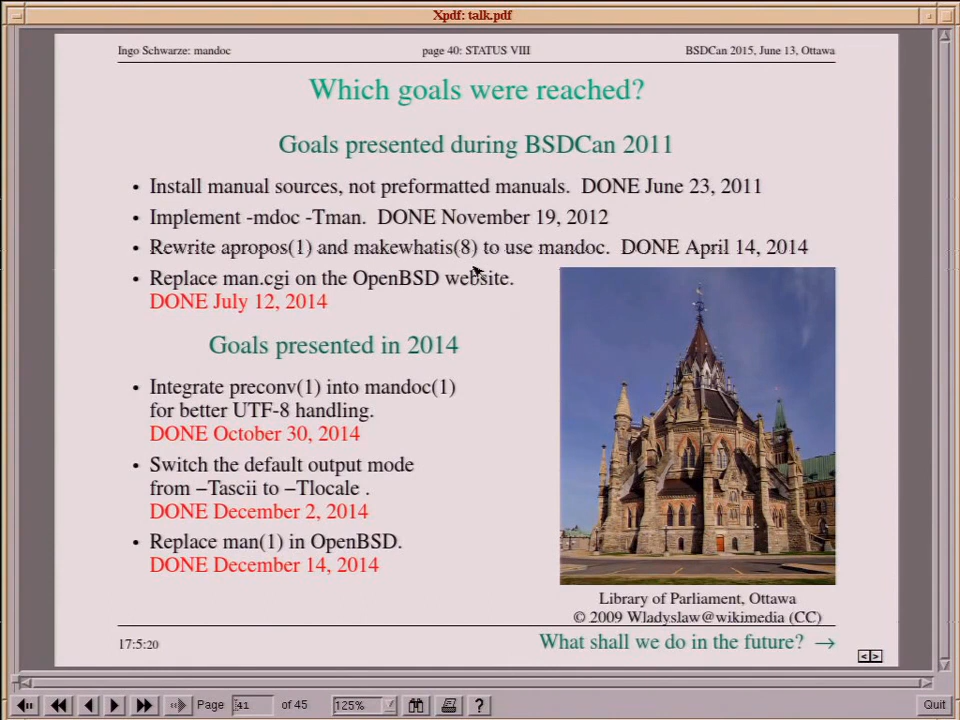 Xpdf: talk.pdf
Ingo Schwarze: mandoc page 40: STATUS VIII BSDCan 2015, June 13, Ottawa
Which goals were reached?
Goals presented during BSDCan 2011
• Install manual sources, not preformatted manuals. DONE June 23, 2011
• Implement -mdoc -Tman. DONE November 19, 2012
• Rewrite apropos(1) and makewhatis(8) to use mandoc. DONE April 14, 2014
• Replace man.cgi on the OpenBSD website.
DONE July 12, 2014
Goals presented in 2014
• Integrate preconv(1) into mandoc(1)
for better UTF-8 handling.
DONE October 30, 2014
• Switch the default output mode
from –Tascii to –Tlocale .
DONE December 2, 2014
• Replace man(1) in OpenBSD.
DONE December 14, 2014
Library of Parliament, Ottawa
© 2009 Wladyslaw@wikimedia (CC)
17:5:20 What shall we do in the future? →
Page 41 of 45 125% ? Quit